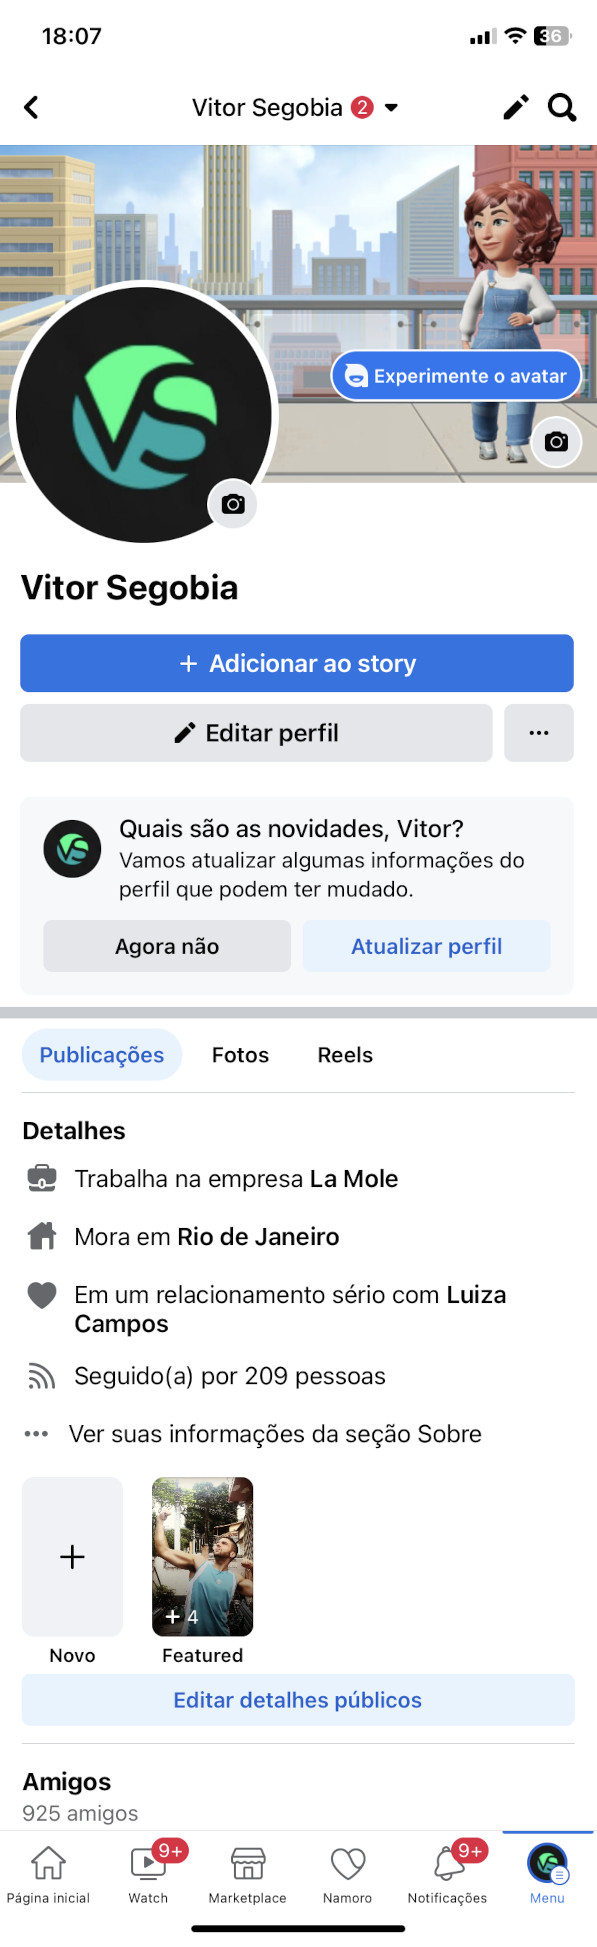 18:07
36
Vitor Segobia 2
Experimente o avatar
VS
Vitor Segobia
+ Adicionar ao story
Editar perfil
...
Quais são as novidades, Vitor?
Vamos atualizar algumas informações do
perfil que podem ter mudado.
Agora não
Atualizar perfil
Publicações
Fotos
Reels
Detalhes
Trabalha na empresa La Mole
Mora em Rio de Janeiro
Em um relacionamento sério com Luiza
Campos
Seguido(a) por 209 pessoas
... Ver suas informações da seção Sobre
+ 4
Novo
Featured
Editar detalhes públicos
Amigos
925 amigos
9+
9+
Página inicial
Watch
Marketplace
Namoro
Notificações
Menu